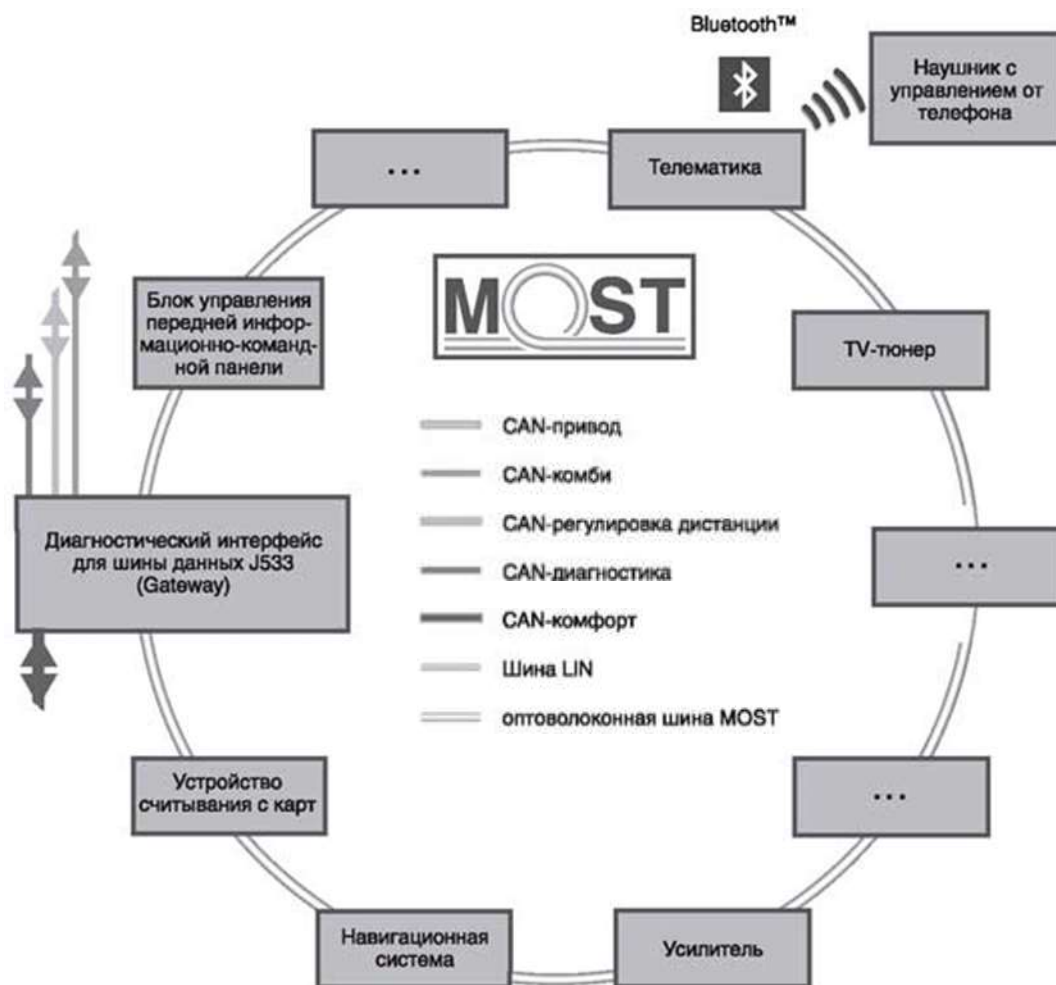 Bluetooth™
Наушник с
управлением от
телефона
...
Телематика
MOST
Блок управления
передней инфор-
мационно-команд-
ной панели
TV-тюнер
CAN-привод
CAN-комби
CAN-регулировка дистанции
CAN-диагностика
CAN-комфорт
Шина LIN
оптоволоконная шина MOST
Диагностический интерфейс
для шины данных J533
(Gateway)
...
Устройство
считывания с карт
...
Навигационная
система
Усилитель